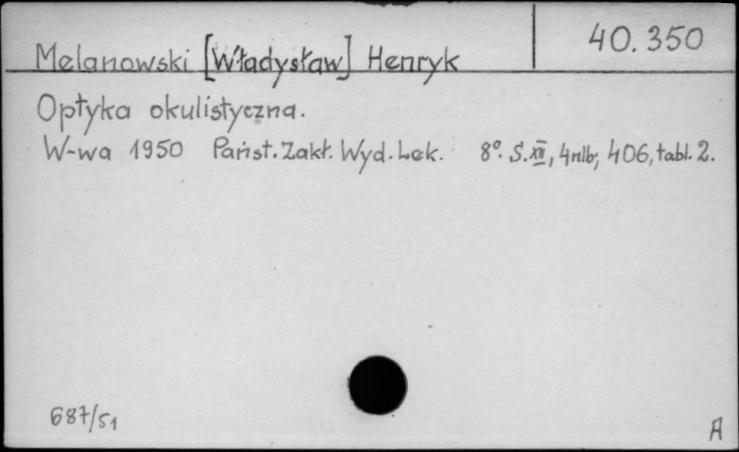 40.350
Melanowski [Władysław] Henryk
Optyka okulistyczna.
W-wa 1950 Państ. Zakł. Wyd. Lek. 8°. S. XII, 4 nlb; 406, tabl. 2.
687/51
A